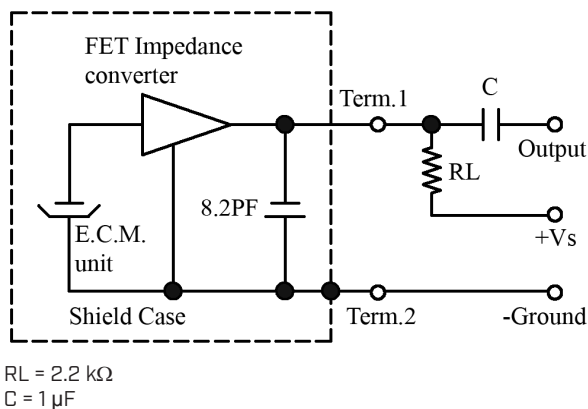 FET Impedance
converter
Term.1
C
Output
RL
8.2PF
+Vs
E.C.M.
unit
Shield Case
Term.2
-Ground
RL = 2.2 kΩ
C = 1 µF